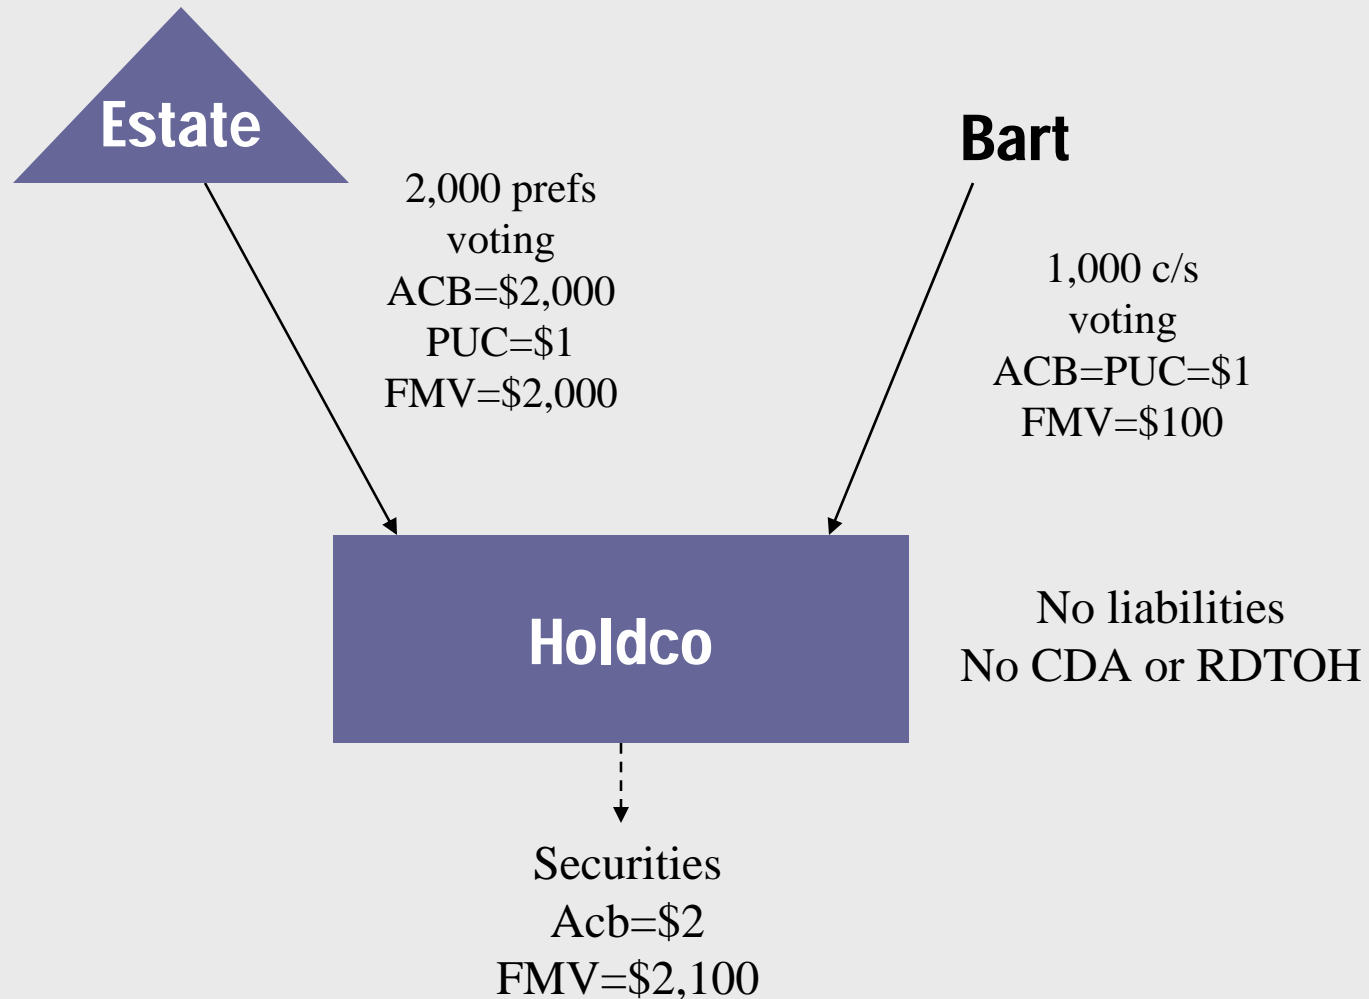 Estate
2,000 prefs
voting
ACB=$2,000
PUC=$1
FMV=$2,000
Bart
1,000 c/s
voting
ACB=PUC=$1
FMV=$100
Holdco
No liabilities
No CDA or RDTOH
Securities
Acb=$2
FMV=$2,100